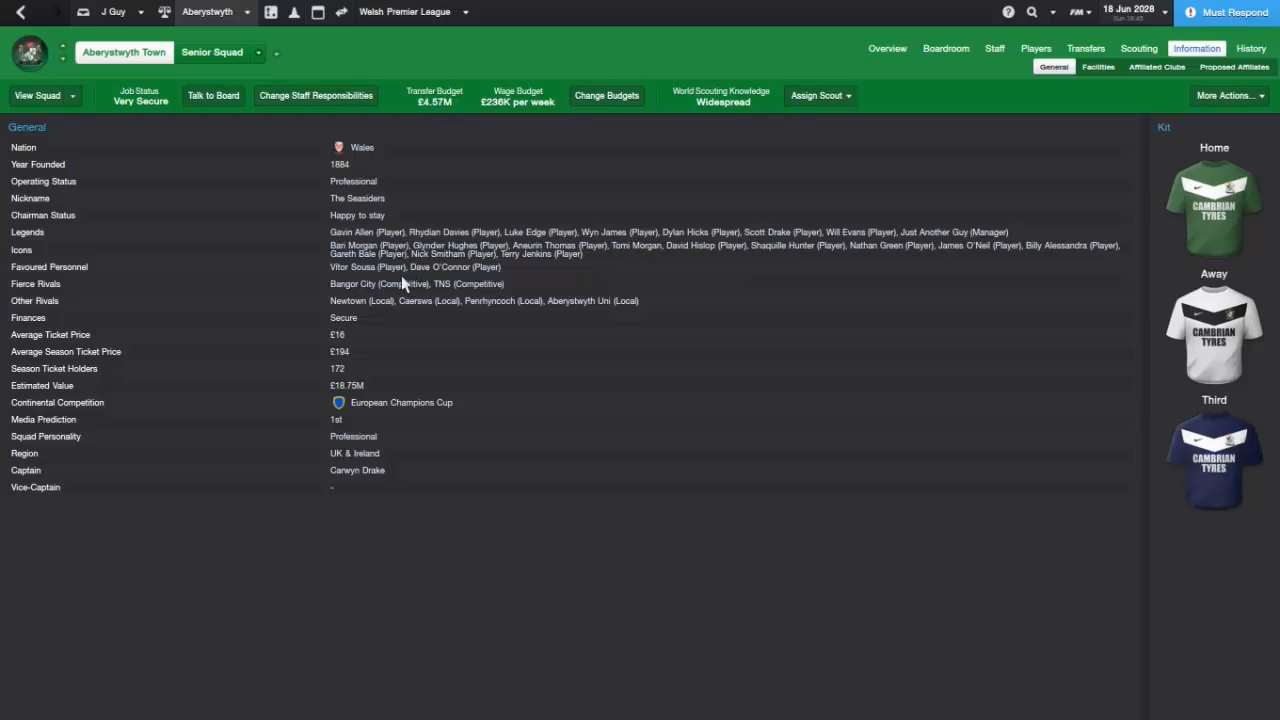 J Guy Aberystwyth Welsh Premier League FM 18 Jun 2028 Must Respond
Sun 18:45
Aberystwyth Town Senior Squad Overview Boardroom Staff Players Transfers Scouting Information History
General Facilities Affiliated Clubs Proposed Affiliates
View Squad Job Status Talk to Board Change Staff Responsibilities Transfer Budget Wage Budget Change Budgets World Scouting Knowledge Assign Scout More Actions...
Very Secure £4.57M £236K per week Widespread
General Kit
Nation Wales
Year Founded 1884
Operating Status Professional
Nickname The Seasiders
Chairman Status Happy to stay
Legends Gavin Allen (Player), Rhydian Davies (Player), Luke Edge (Player), Wyn James (Player), Dylan Hicks (Player), Scott Drake (Player), Will Evans (Player), Just Another Guy (Manager)
Icons Bari Morgan (Player), Glyndwr Hughes (Player), Aneurin Thomas (Player), Tomi Morgan, David Hislop (Player), Shaquille Hunter (Player), Nathan Green (Player), James O'Neil (Player), Billy Alessandra (Player),
Gareth Bale (Player), Nick Smitham (Player), Terry Jenkins (Player)
Favoured Personnel Vítor Sousa (Player), Dave O'Connor (Player)
Fierce Rivals Bangor City (Competitive), TNS (Competitive)
Other Rivals Newtown (Local), Caersws (Local), Penrhyncoch (Local), Aberystwyth Uni (Local)
Finances Secure
Average Ticket Price £16
Average Season Ticket Price £194
Season Ticket Holders 172
Estimated Value £18.75M
Continental Competition European Champions Cup
Media Prediction 1st
Squad Personality Professional
Region UK & Ireland
Captain Carwyn Drake
Vice-Captain -
Home
CAMBRIAN
TYRES
Away
CAMBRIAN
TYRES
Third
CAMBRIAN
TYRES